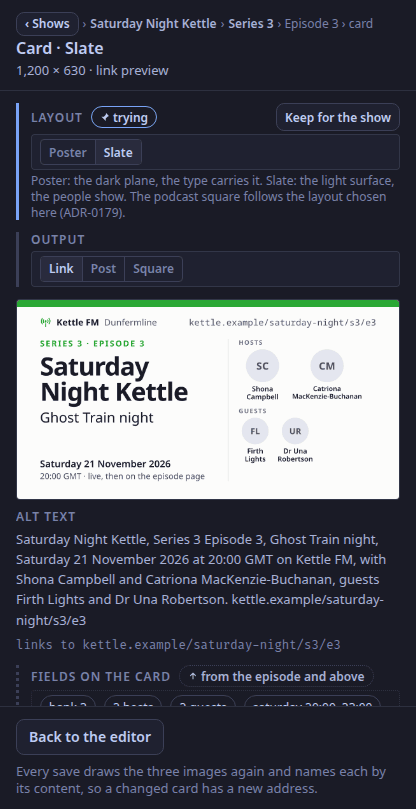 ‹ Shows › Saturday Night Kettle › Series 3 › Episode 3 › card
Card · Slate
1,200 × 630 · link preview
LAYOUT trying Keep for the show
Poster Slate
Poster: the dark plane, the type carries it. Slate: the light surface,
the people show. The podcast square follows the layout chosen
here (ADR-0179).
OUTPUT
Link Post Square
Kettle FM Dunfermline kettle.example/saturday-night/s3/e3
SERIES 3 · EPISODE 3
Saturday
Night Kettle
Ghost Train night
Saturday 21 November 2026
20:00 GMT · live, then on the episode page
HOSTS
SC CM
Shona Catriona
Campbell MacKenzie-Buchanan
GUESTS
FL UR
Firth Dr Una
Lights Robertson
ALT TEXT
Saturday Night Kettle, Series 3 Episode 3, Ghost Train night,
Saturday 21 November 2026 at 20:00 GMT on Kettle FM, with
Shona Campbell and Catriona MacKenzie-Buchanan, guests
Firth Lights and Dr Una Robertson. kettle.example/saturday-
night/s3/e3
links to kettle.example/saturday-night/s3/e3
FIELDS ON THE CARD ↑ from the episode and above
Back to the editor
Every save draws the three images again and names each by
its content, so a changed card has a new address.